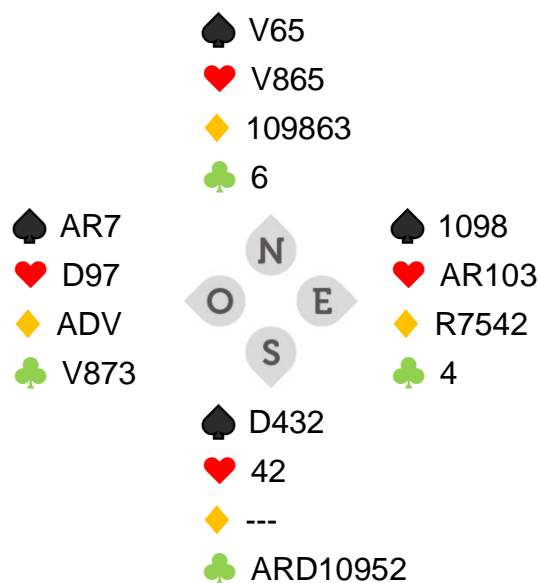 V65
V865
109863
6
AR7
D97
ADV
V873
N
O
E
S
1098
AR103
R7542
4
D432
42
---
ARD10952